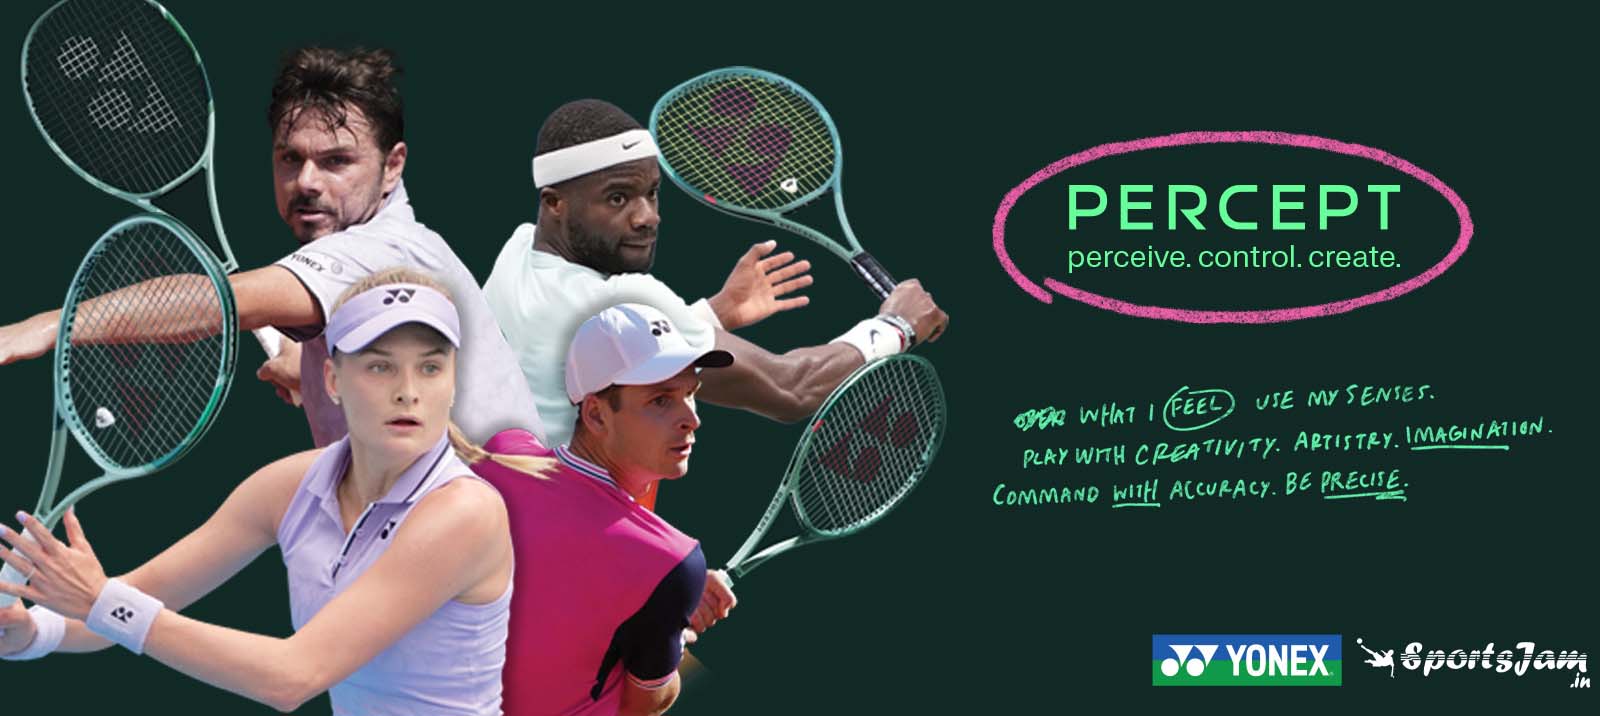 YONEX
PERCEPT
perceive. control. create.
WHAT I FEEL USE MY SENSES.
PLAY WITH CREATIVITY. ARTISTRY. IMAGINATION.
COMMAND WITH ACCURACY. BE PRECISE.
YONEX
SportsJam
.in